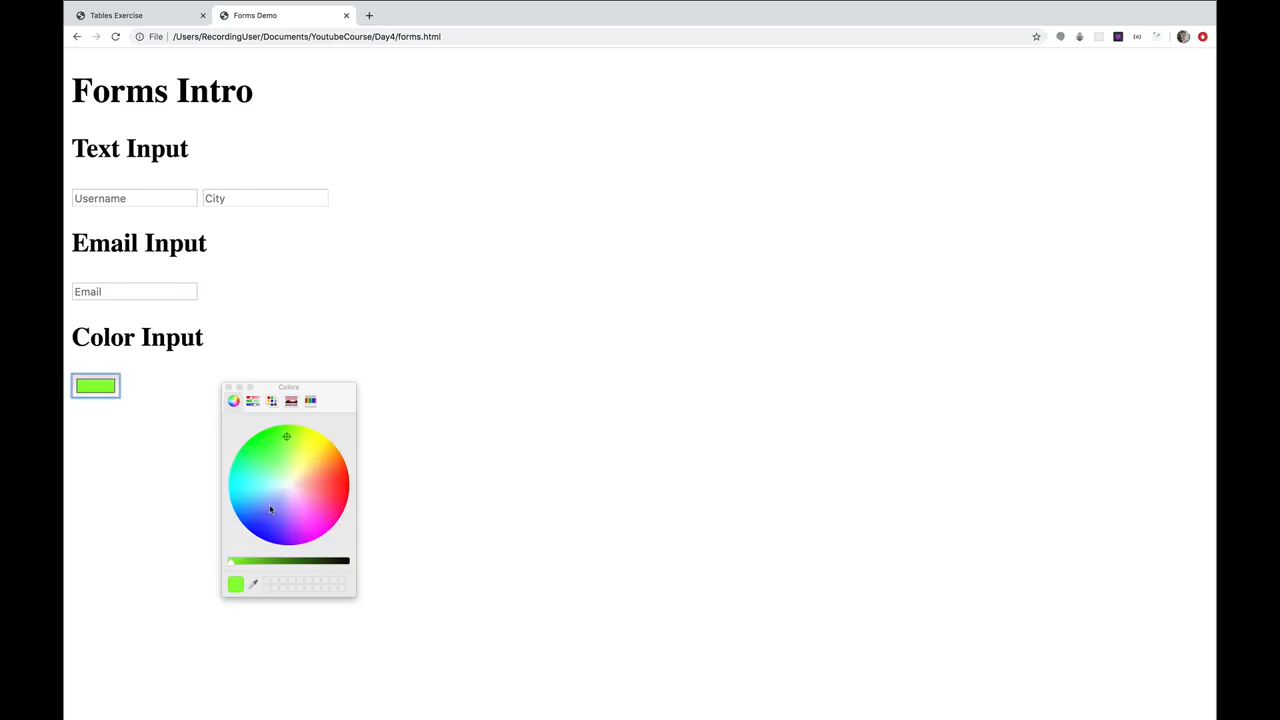 Tables Exercise
Forms Demo
File
/Users/RecordingUser/Documents/YoutubeCourse/Day4/forms.html
Forms Intro
Text Input
Username
City
Email Input
Email
Color Input
Colors